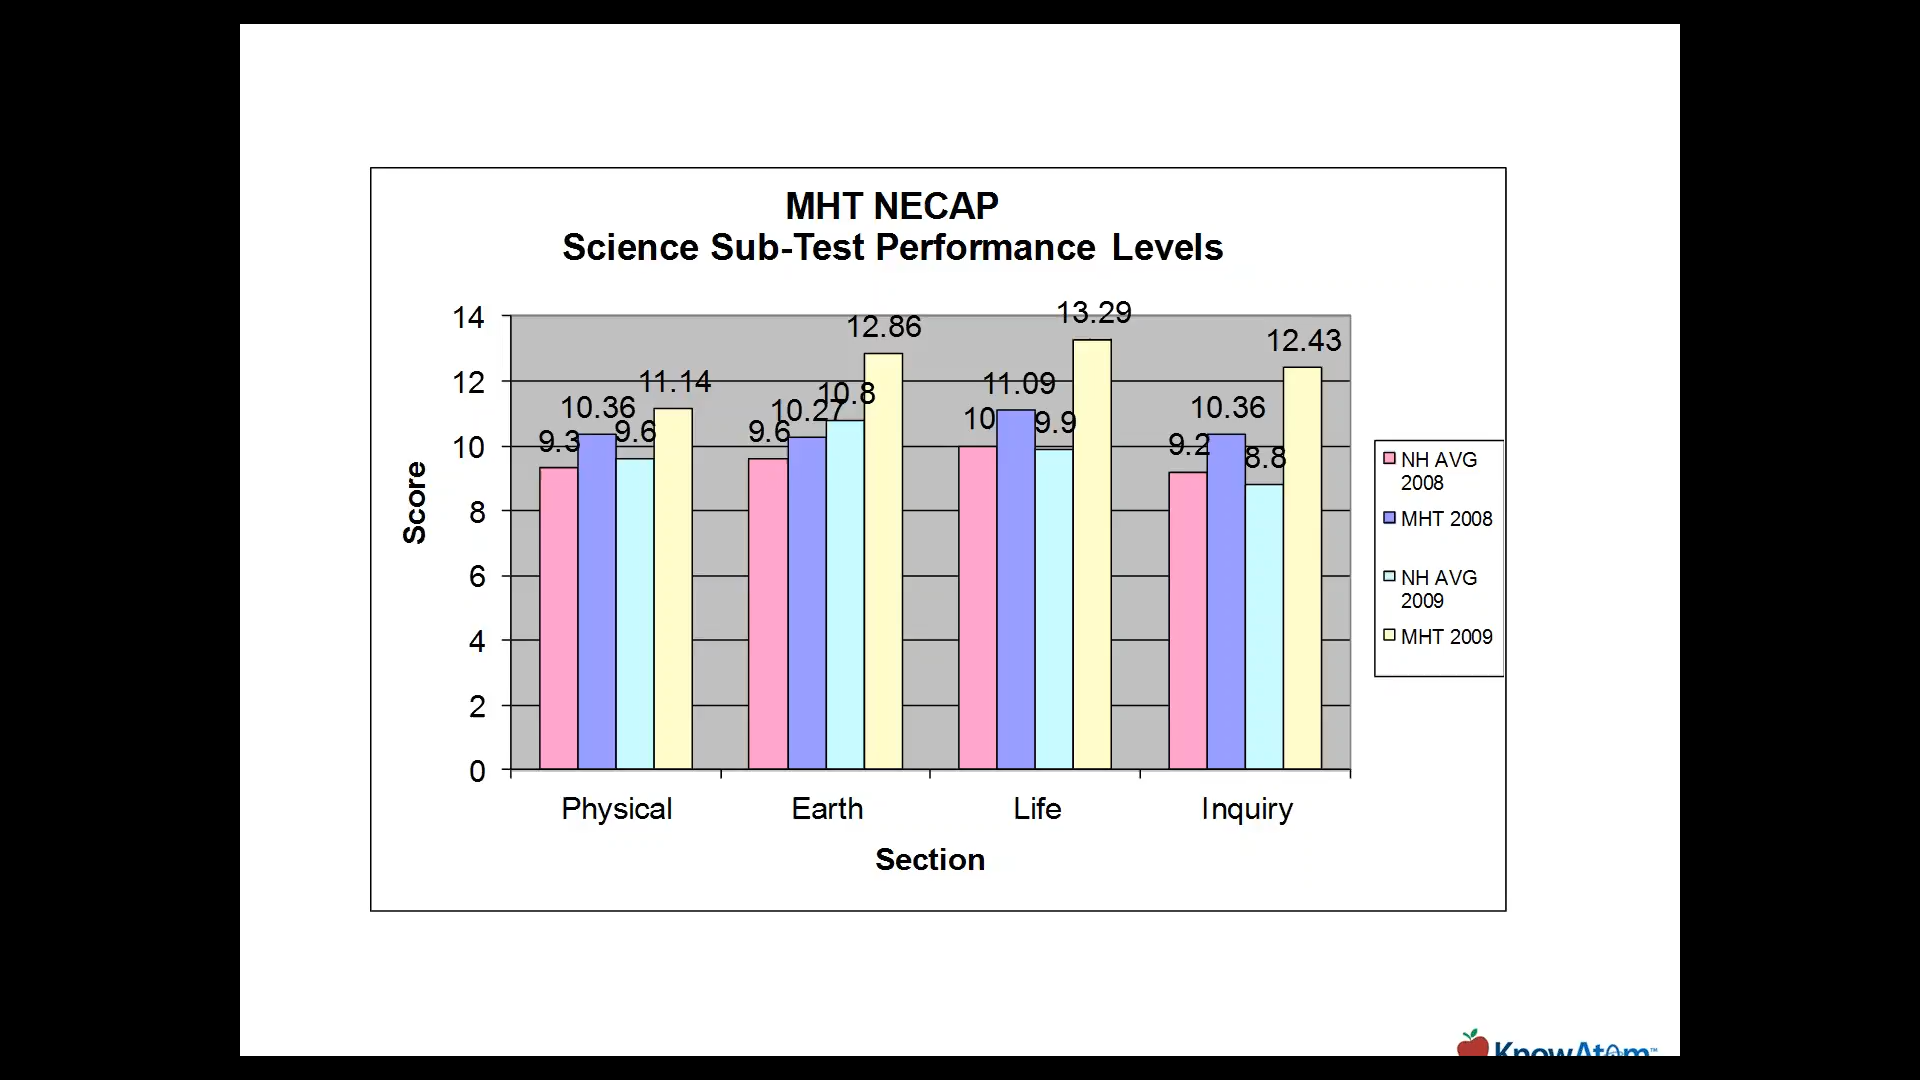 MHT NECAP
Science Sub-Test Performance Levels
Score
14
12
10
8
6
4
2
0
9.3
10.36
9.6
11.14
9.6
10.27
10.8
12.86
10
11.09
9.9
13.29
9.2
10.36
8.8
12.43
Physical
Earth
Life
Inquiry
Section
NH AVG
2008
MHT 2008
NH AVG
2009
MHT 2009
KnowAtom™